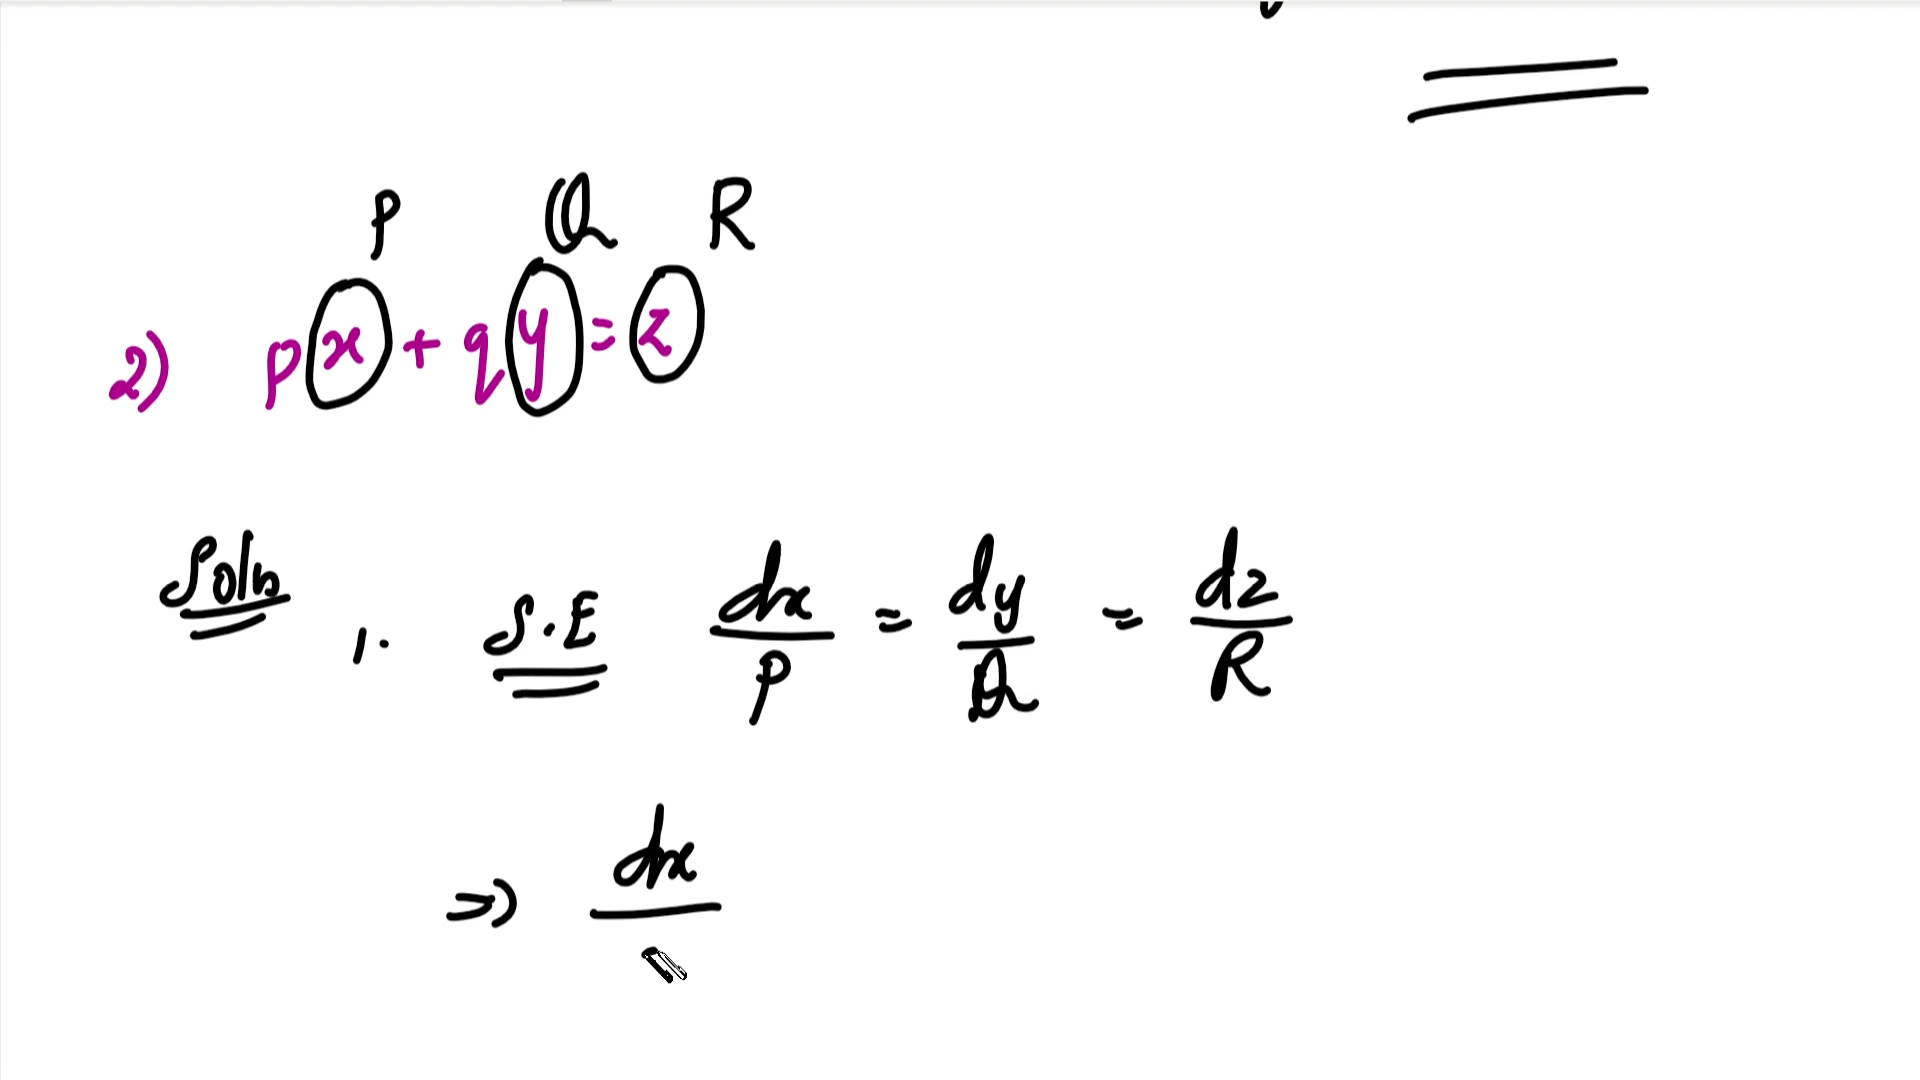 P Q R
2) px + qy = z
Soln
1. S.E dx/P = dy/Q = dz/R
⇒ dx/